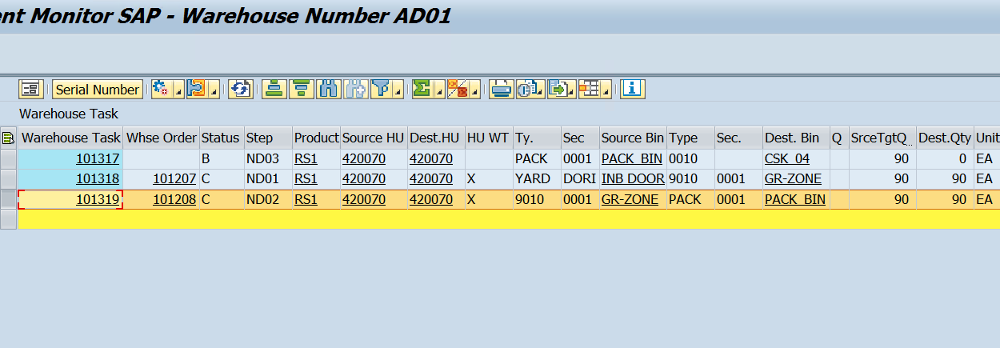 ent Monitor SAP - Warehouse Number AD01
Serial Number
Warehouse Task
Warehouse Task Whse Order Status Step Product Source HU Dest.HU HU WT Ty. Sec Source Bin Type Sec. Dest. Bin Q SrceTgtQ... Dest.Qty Unit
101317 B ND03 RS1 420070 420070 PACK 0001 PACK_BIN 0010 CSK_04 90 0 EA
101318 101207 C ND01 RS1 420070 420070 X YARD DORI INB_DOOR 9010 0001 GR-ZONE 90 90 EA
101319 101208 C ND02 RS1 420070 420070 X 9010 0001 GR-ZONE PACK 0001 PACK_BIN 90 90 EA